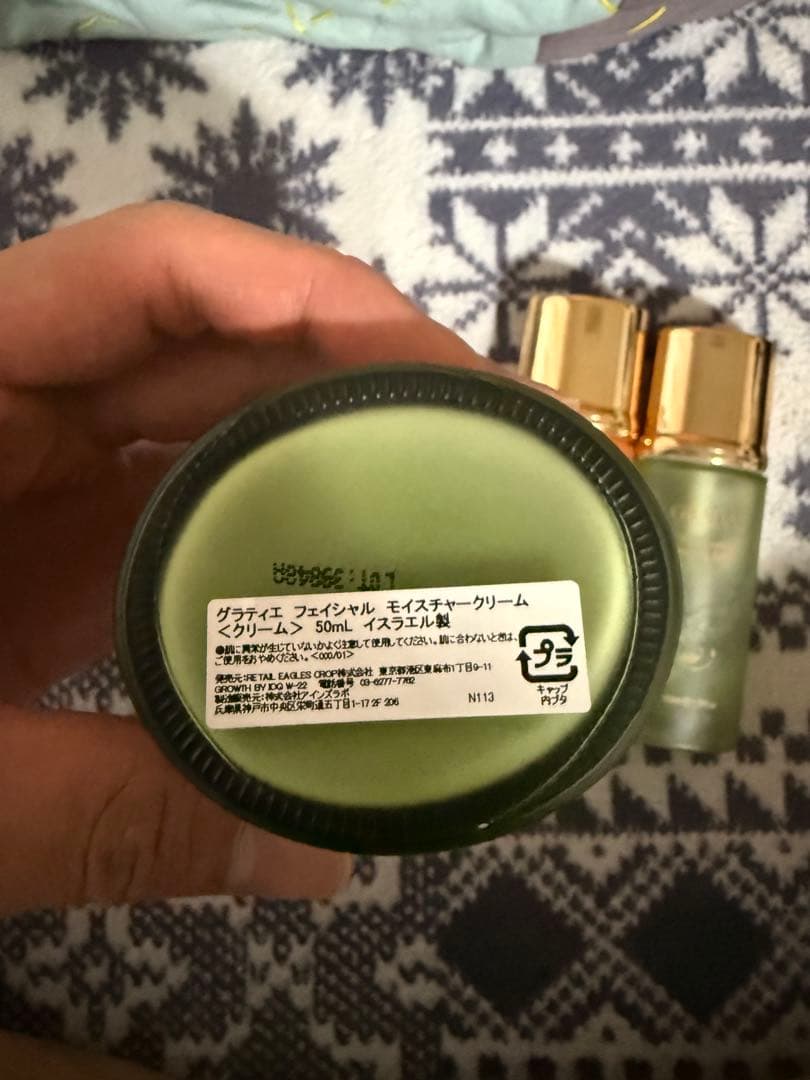 グラティエ フェイシャル モイスチャークリーム
<クリーム> 50mL イスラエル製
●肌に異常が生じていないかよく注意して使用してください。肌に合わないときは、
ご使用をおやめください。<000/01>
発売元:RETAIL EAGLES CROP株式会社 東京都港区東麻布1丁目9-11
GROWTH BY IOQ W-22 電話番号 03-6277-7762
製造販売元:株式会社アインズラボ
兵庫県神戸市中央区栄町通五丁目1-17 2F 206
N113
プラ
キャップ
内ブタ
LOT: